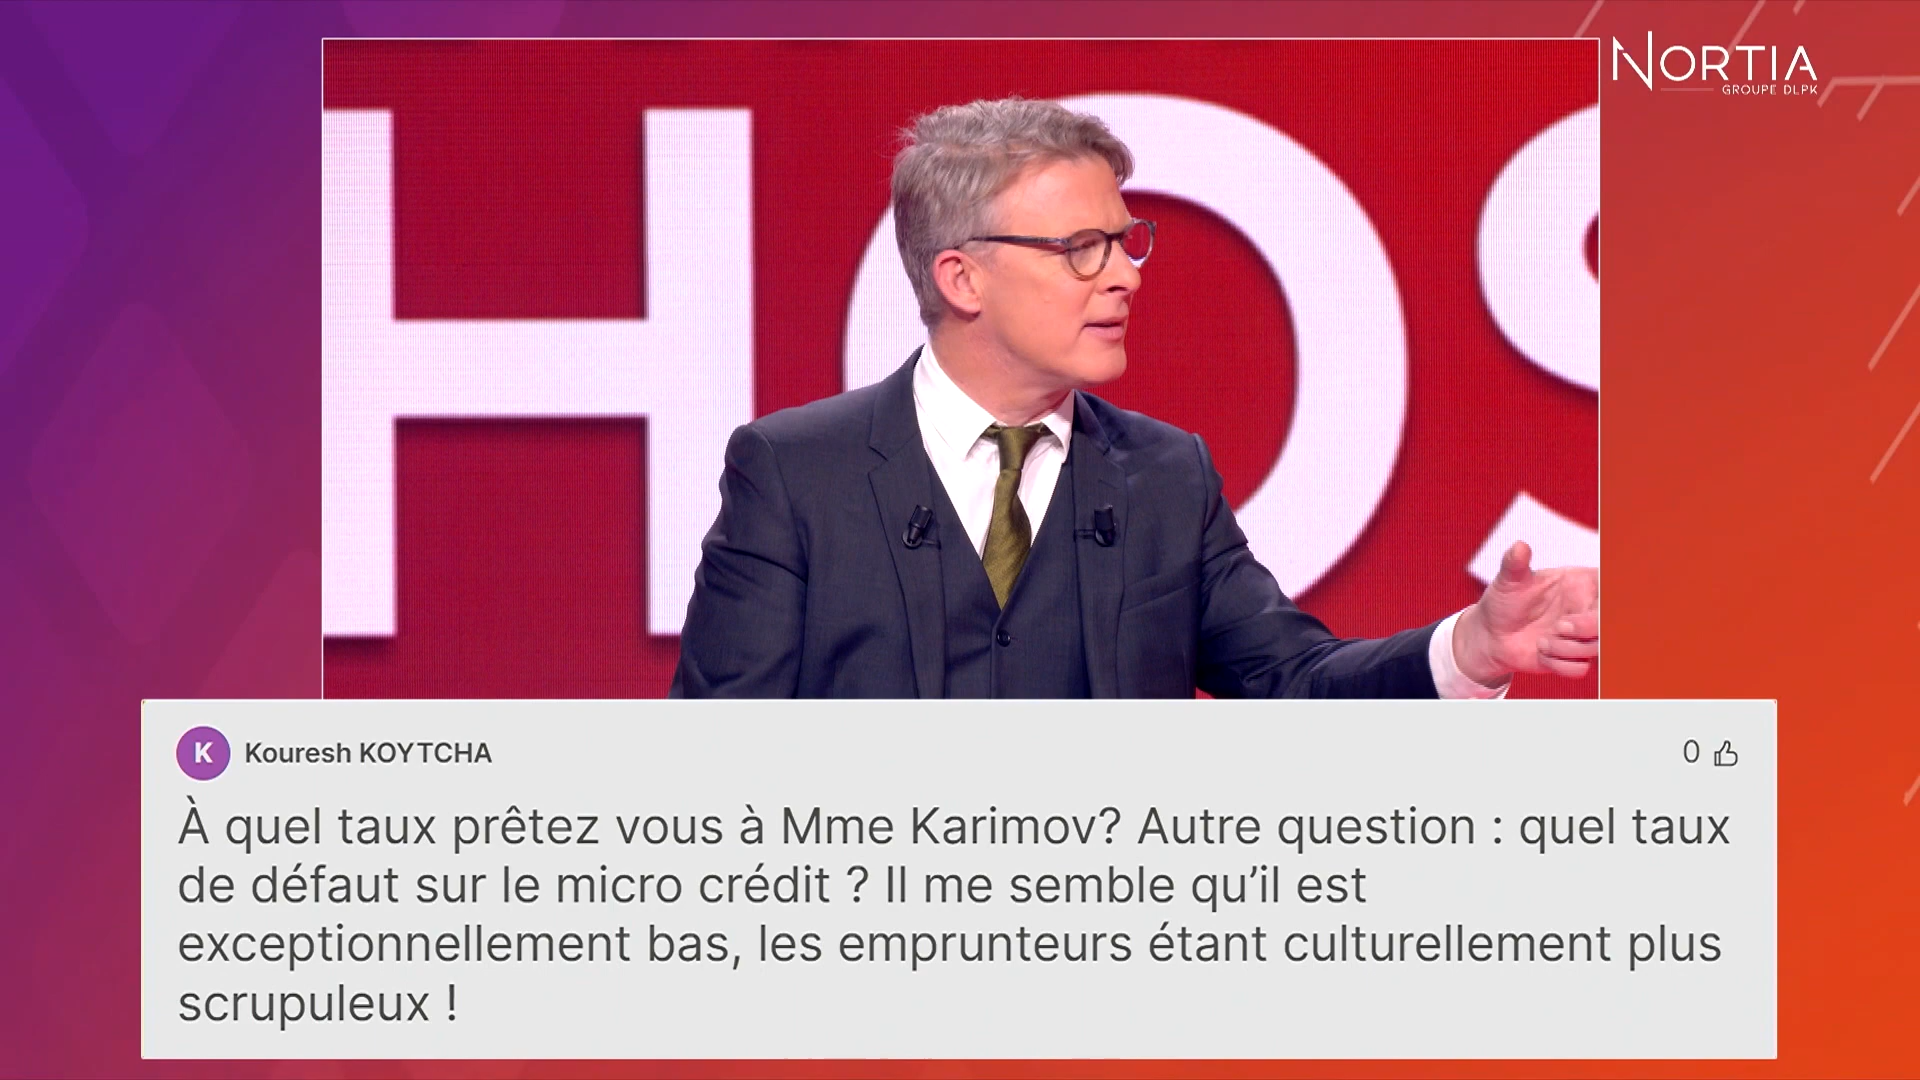 NORTIA
GROUPE DLPK
HOS
K
Kouresh KOYTCHA
0
À quel taux prêtez vous à Mme Karimov? Autre question : quel taux
de défaut sur le micro crédit ? Il me semble qu’il est
exceptionnellement bas, les emprunteurs étant culturellement plus
scrupuleux !